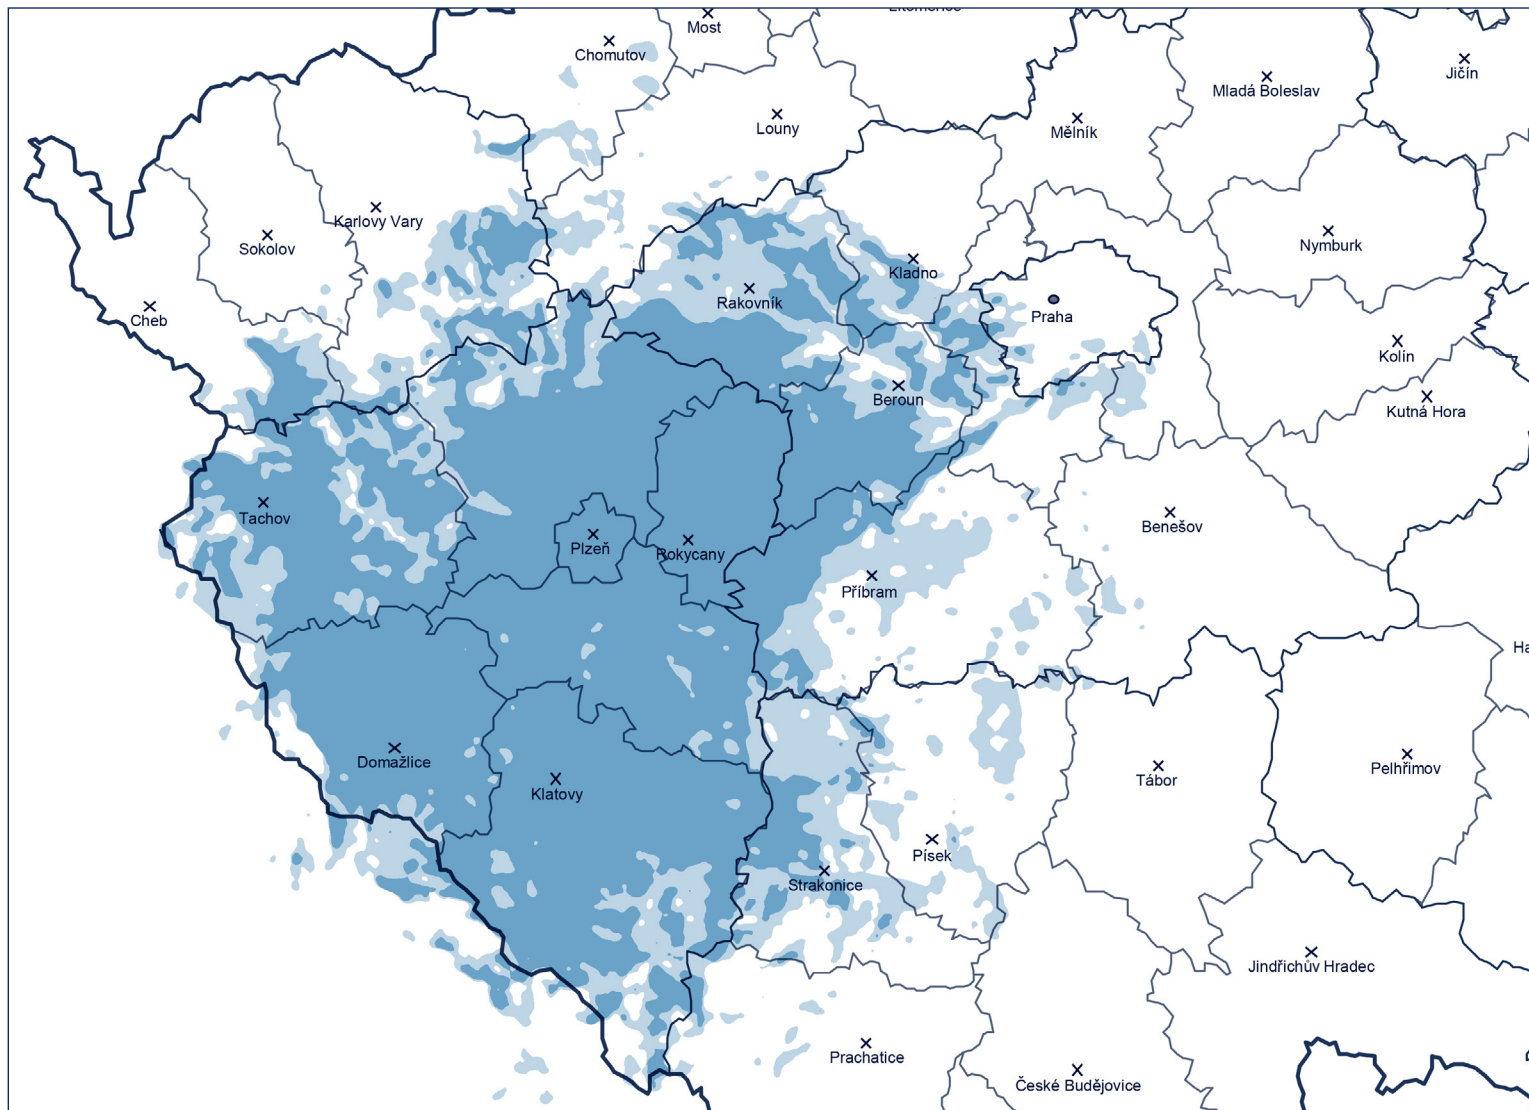 Most
Chomutov
Jičín
Mladá Boleslav
Louny
Mělník
Karlovy Vary
Sokolov
Nymburk
Kladno
Rakovník
Cheb
Praha
Kolín
Beroun
Kutná Hora
Tachov
Benešov
Plzeň
Rokycany
Příbram
Ha
Domažlice
Pelhřimov
Tábor
Klatovy
Písek
Strakonice
Jindřichův Hradec
Prachatice
České Budějovice